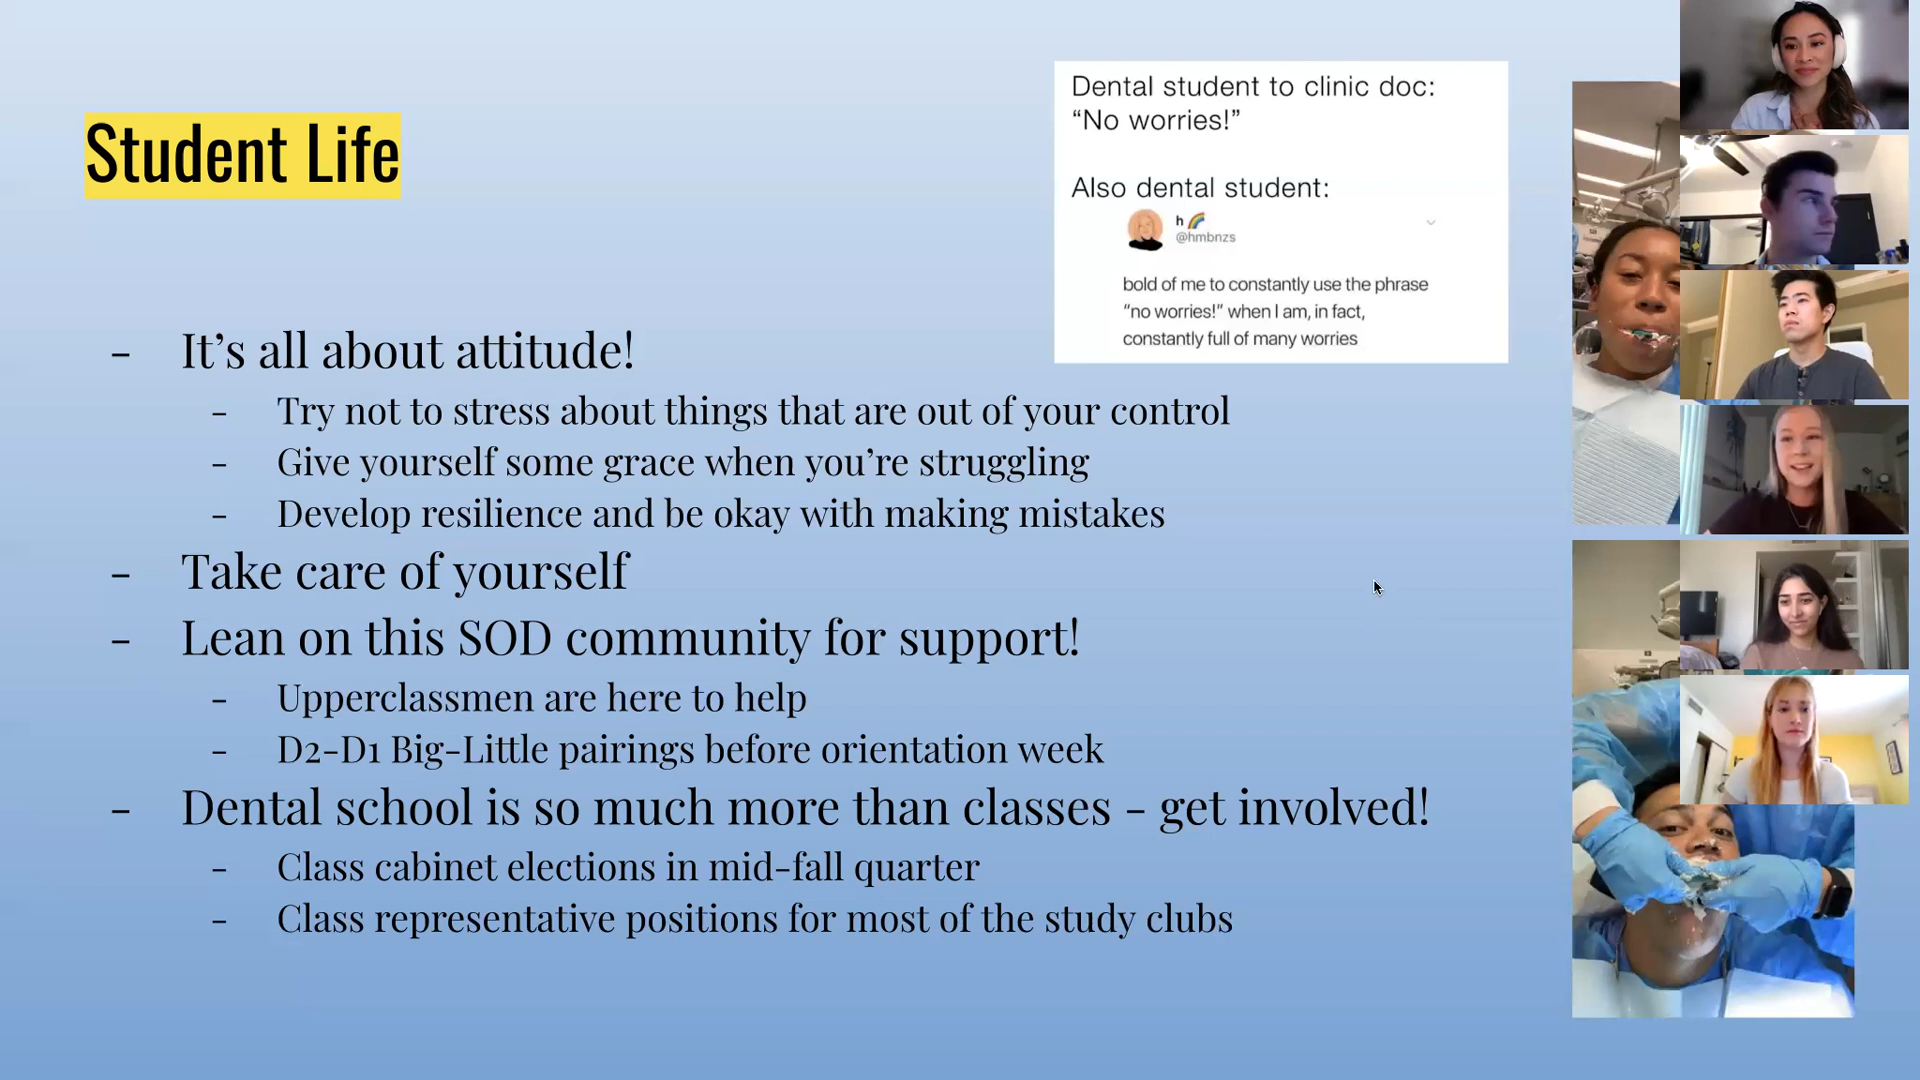 Student Life
Dental student to clinic doc:
“No worries!”
Also dental student:
h
@hmbnzs
bold of me to constantly use the phrase
“no worries!” when I am, in fact,
constantly full of many worries
- It’s all about attitude!
- Try not to stress about things that are out of your control
- Give yourself some grace when you’re struggling
- Develop resilience and be okay with making mistakes
- Take care of yourself
- Lean on this SOD community for support!
- Upperclassmen are here to help
- D2-D1 Big-Little pairings before orientation week
- Dental school is so much more than classes - get involved!
- Class cabinet elections in mid-fall quarter
- Class representative positions for most of the study clubs